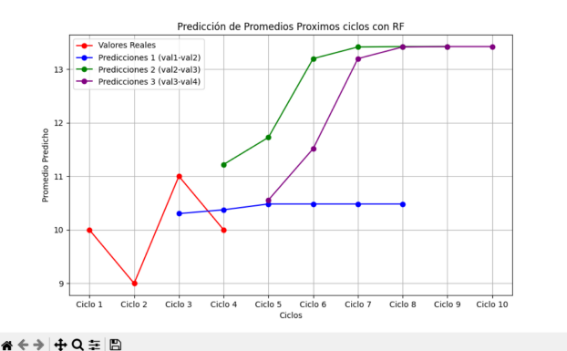 Predicción de Promedios Proximos ciclos con RF
Valores Reales
Predicciones 1 (val1-val2)
Predicciones 2 (val2-val3)
Predicciones 3 (val3-val4)
Promedio Predicho
13
12
11
10
9
Ciclo 1 Ciclo 2 Ciclo 3 Ciclo 4 Ciclo 5 Ciclo 6 Ciclo 7 Ciclo 8 Ciclo 9 Ciclo 10
Ciclos